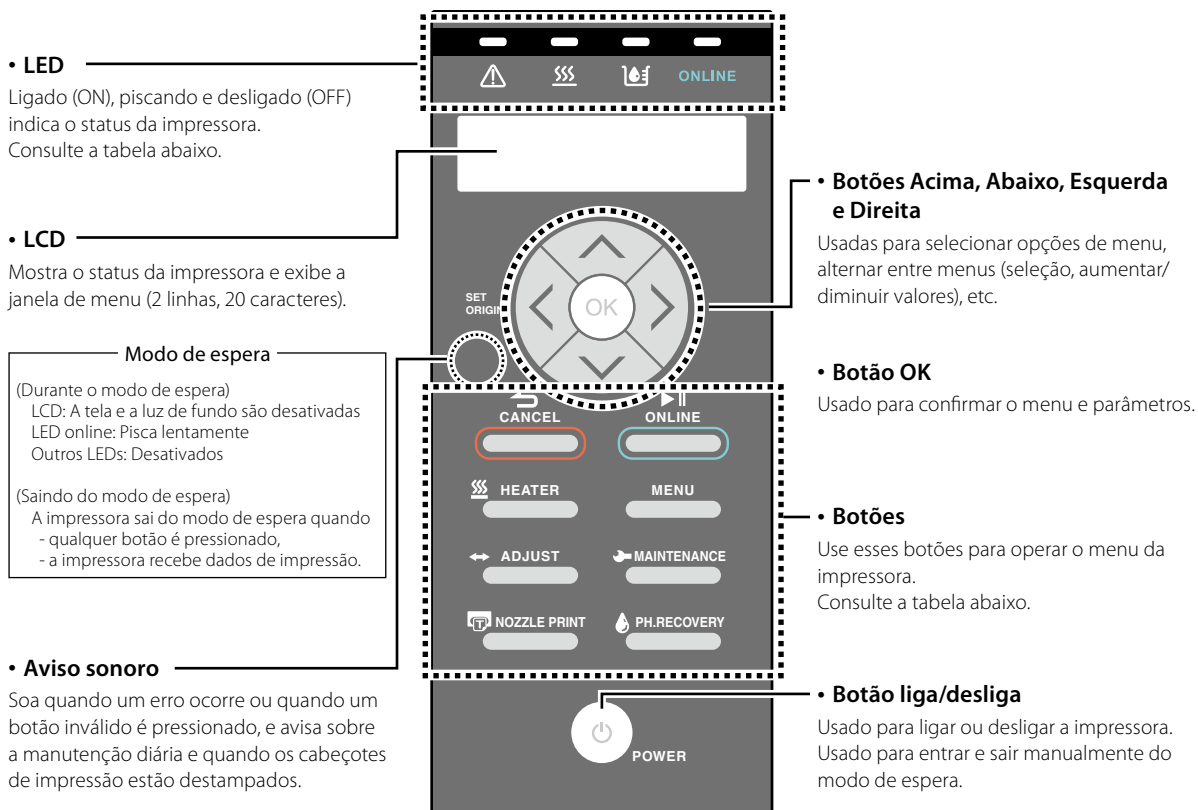 • LED
Ligado (ON), piscando e desligado (OFF)
indica o status da impressora.
Consulte a tabela abaixo.
• LCD
Mostra o status da impressora e exibe a
janela de menu (2 linhas, 20 caracteres).
Modo de espera
(Durante o modo de espera)
LCD: A tela e a luz de fundo são desativadas
LED online: Pisca lentamente
Outros LEDs: Desativados
(Saindo do modo de espera)
A impressora sai do modo de espera quando
- qualquer botão é pressionado,
- a impressora recebe dados de impressão.
• Aviso sonoro
Soa quando um erro ocorre ou quando um
botão inválido é pressionado, e avisa sobre
a manutenção diária e quando os cabeçotes
de impressão estão destampados.
ONLINE
SET
ORIGIN
OK
CANCEL
ONLINE
HEATER
MENU
ADJUST
MAINTENANCE
NOZZLE PRINT
PH.RECOVERY
POWER
• Botões Acima, Abaixo, Esquerda
e Direita
Usadas para selecionar opções de menu,
alternar entre menus (seleção, aumentar/
diminuir valores), etc.
• Botão OK
Usado para confirmar o menu e parâmetros.
• Botões
Use esses botões para operar o menu da
impressora.
Consulte a tabela abaixo.
• Botão liga/desliga
Usado para ligar ou desligar a impressora.
Usado para entrar e sair manualmente do
modo de espera.